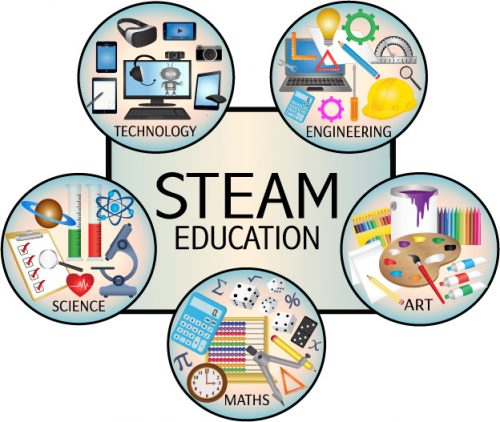 TECHNOLOGY
ENGINEERING
STEAM
EDUCATION
SCIENCE
ART
Σ
√
%
π
x
MATHS